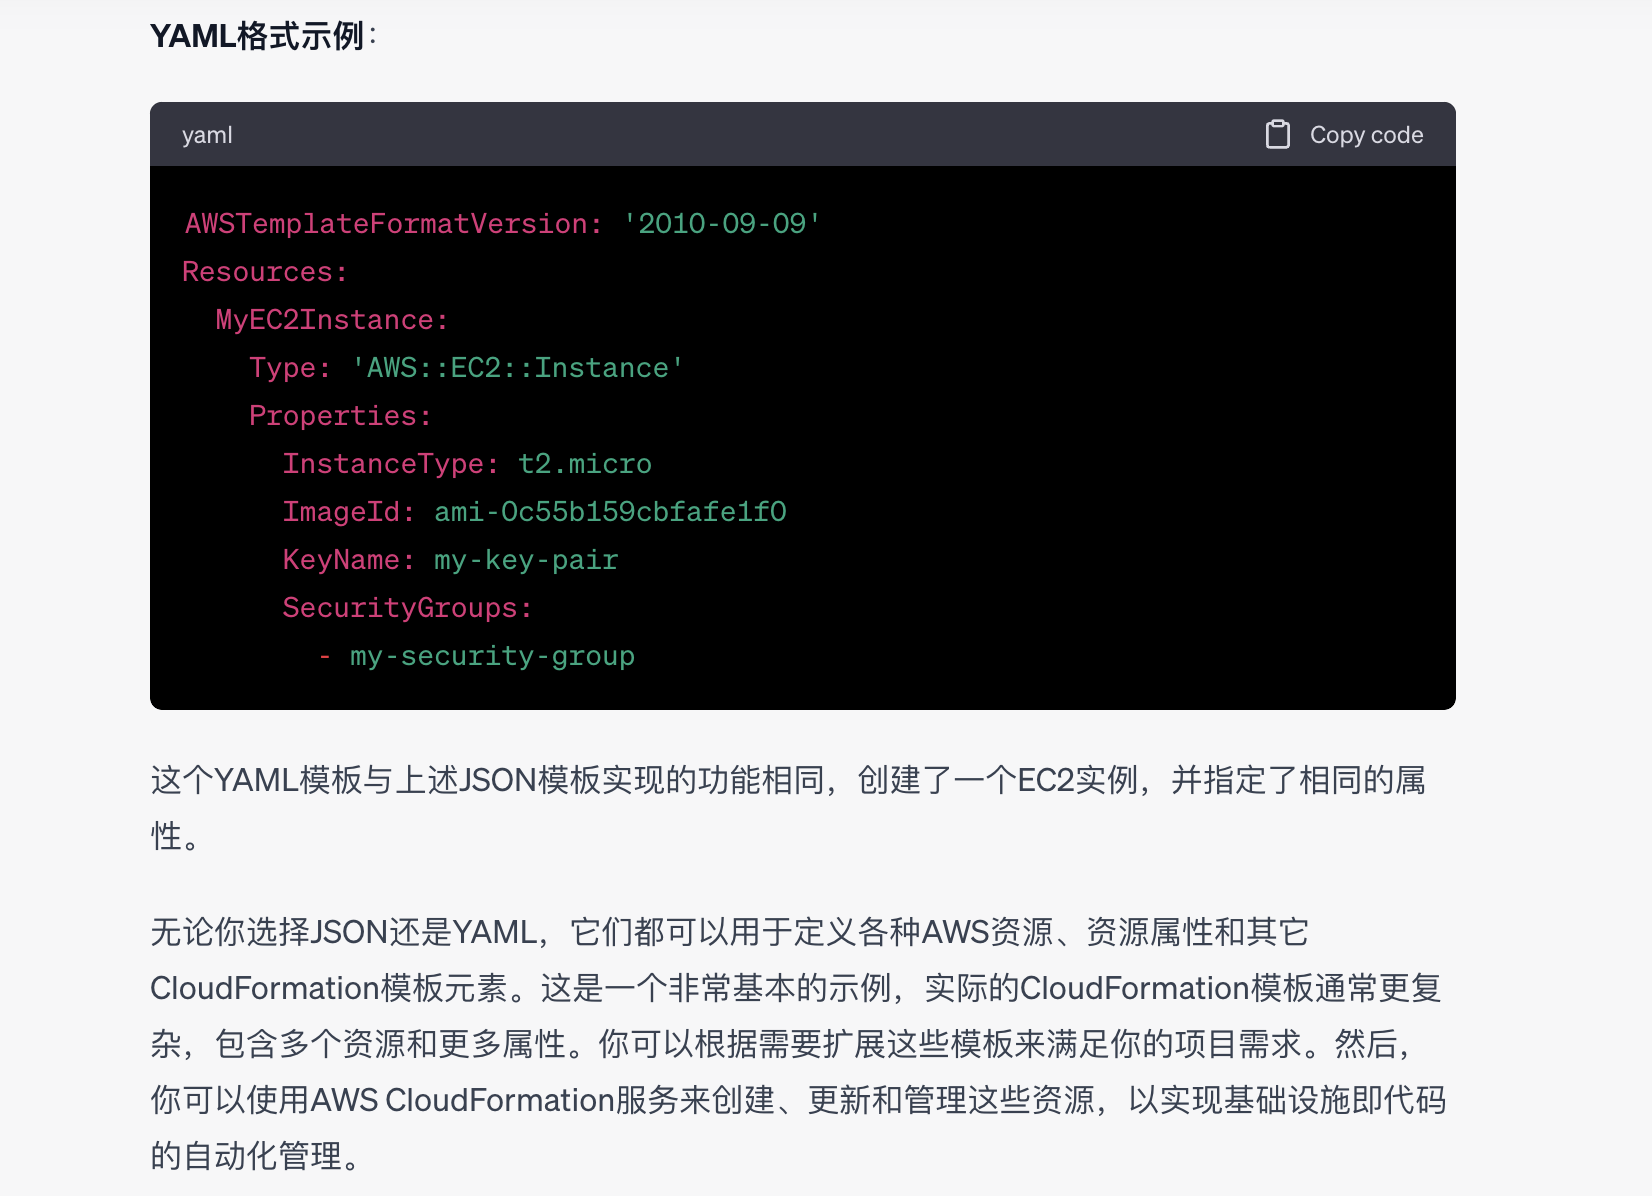 YAML格式示例：
yaml
Copy code
AWSTemplateFormatVersion: '2010-09-09'
Resources:
  MyEC2Instance:
    Type: 'AWS::EC2::Instance'
    Properties:
      InstanceType: t2.micro
      ImageId: ami-0c55b159cbfafe1f0
      KeyName: my-key-pair
      SecurityGroups:
        - my-security-group
这个YAML模板与上述JSON模板实现的功能相同，创建了一个EC2实例，并指定了相同的属
性。
无论你选择JSON还是YAML，它们都可以用于定义各种AWS资源、资源属性和其它
CloudFormation模板元素。这是一个非常基本的示例，实际的CloudFormation模板通常更复
杂，包含多个资源和更多属性。你可以根据需要扩展这些模板来满足你的项目需求。然后，
你可以使用AWS CloudFormation服务来创建、更新和管理这些资源，以实现基础设施即代码
的自动化管理。